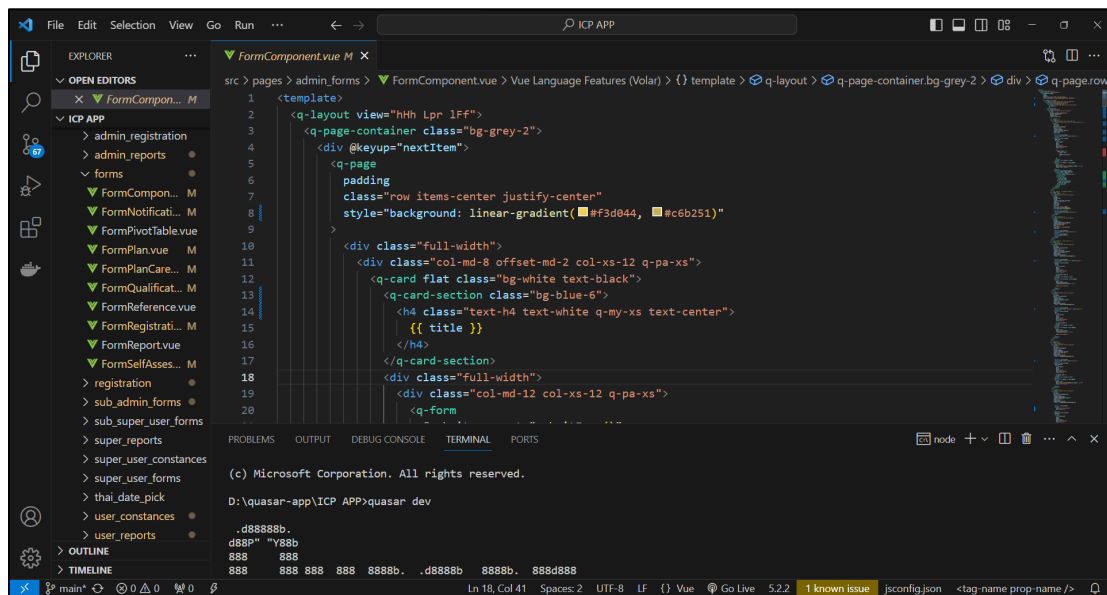 File Edit Selection View Go Run ··· ICP APP
EXPLORER ···
OPEN EDITORS
FormCompon... M
ICP APP
admin_registration
admin_reports
forms
FormCompon... M
FormNotificati... M
FormPivotTable.vue
FormPlan.vue M
FormPlanCare... M
FormQualificat... M
FormReference.vue
FormRegistrati... M
FormReport.vue
FormSelfAsses... M
registration
sub_admin_forms
sub_super_user_forms
super_reports
super_user_constances
super_user_forms
thai_date_pick
user_constances
user_reports
OUTLINE
TIMELINE
67
FormComponent.vue M
src > pages > admin_forms > FormComponent.vue > Vue Language Features (Volar) > {} template > q-layout > q-page-container.bg-grey-2 > div > q-page.row
1 <template>
2 <q-layout view="hHh Lpr lFf">
3 <q-page-container class="bg-grey-2">
4 <div @keyup="nextItem">
5 <q-page
6 padding
7 class="row items-center justify-center"
8 style="background: linear-gradient(#f3d044, #c6b251)"
9 >
10 <div class="full-width">
11 <div class="col-md-8 offset-md-2 col-xs-12 q-pa-xs">
12 <q-card flat class="bg-white text-black">
13 <q-card-section class="bg-blue-6">
14 <h4 class="text-h4 text-white q-my-xs text-center">
15 {{ title }}
16 </h4>
17 </q-card-section>
18 <div class="full-width">
19 <div class="col-md-12 col-xs-12 q-pa-xs">
20 <q-form
PROBLEMS OUTPUT DEBUG CONSOLE TERMINAL PORTS node
(c) Microsoft Corporation. All rights reserved.
D:\quasar-app\ICP APP>quasar dev
.d88888b.
d88P" "Y88b
888 888
888 888 888 888 8888b. .d8888b 8888b. 888d888
main* 0 0 0 Ln 18, Col 41 Spaces: 2 UTF-8 LF {} Vue Go Live 5.2.2 1 known issue jsconfig.json <tag-name prop-name />